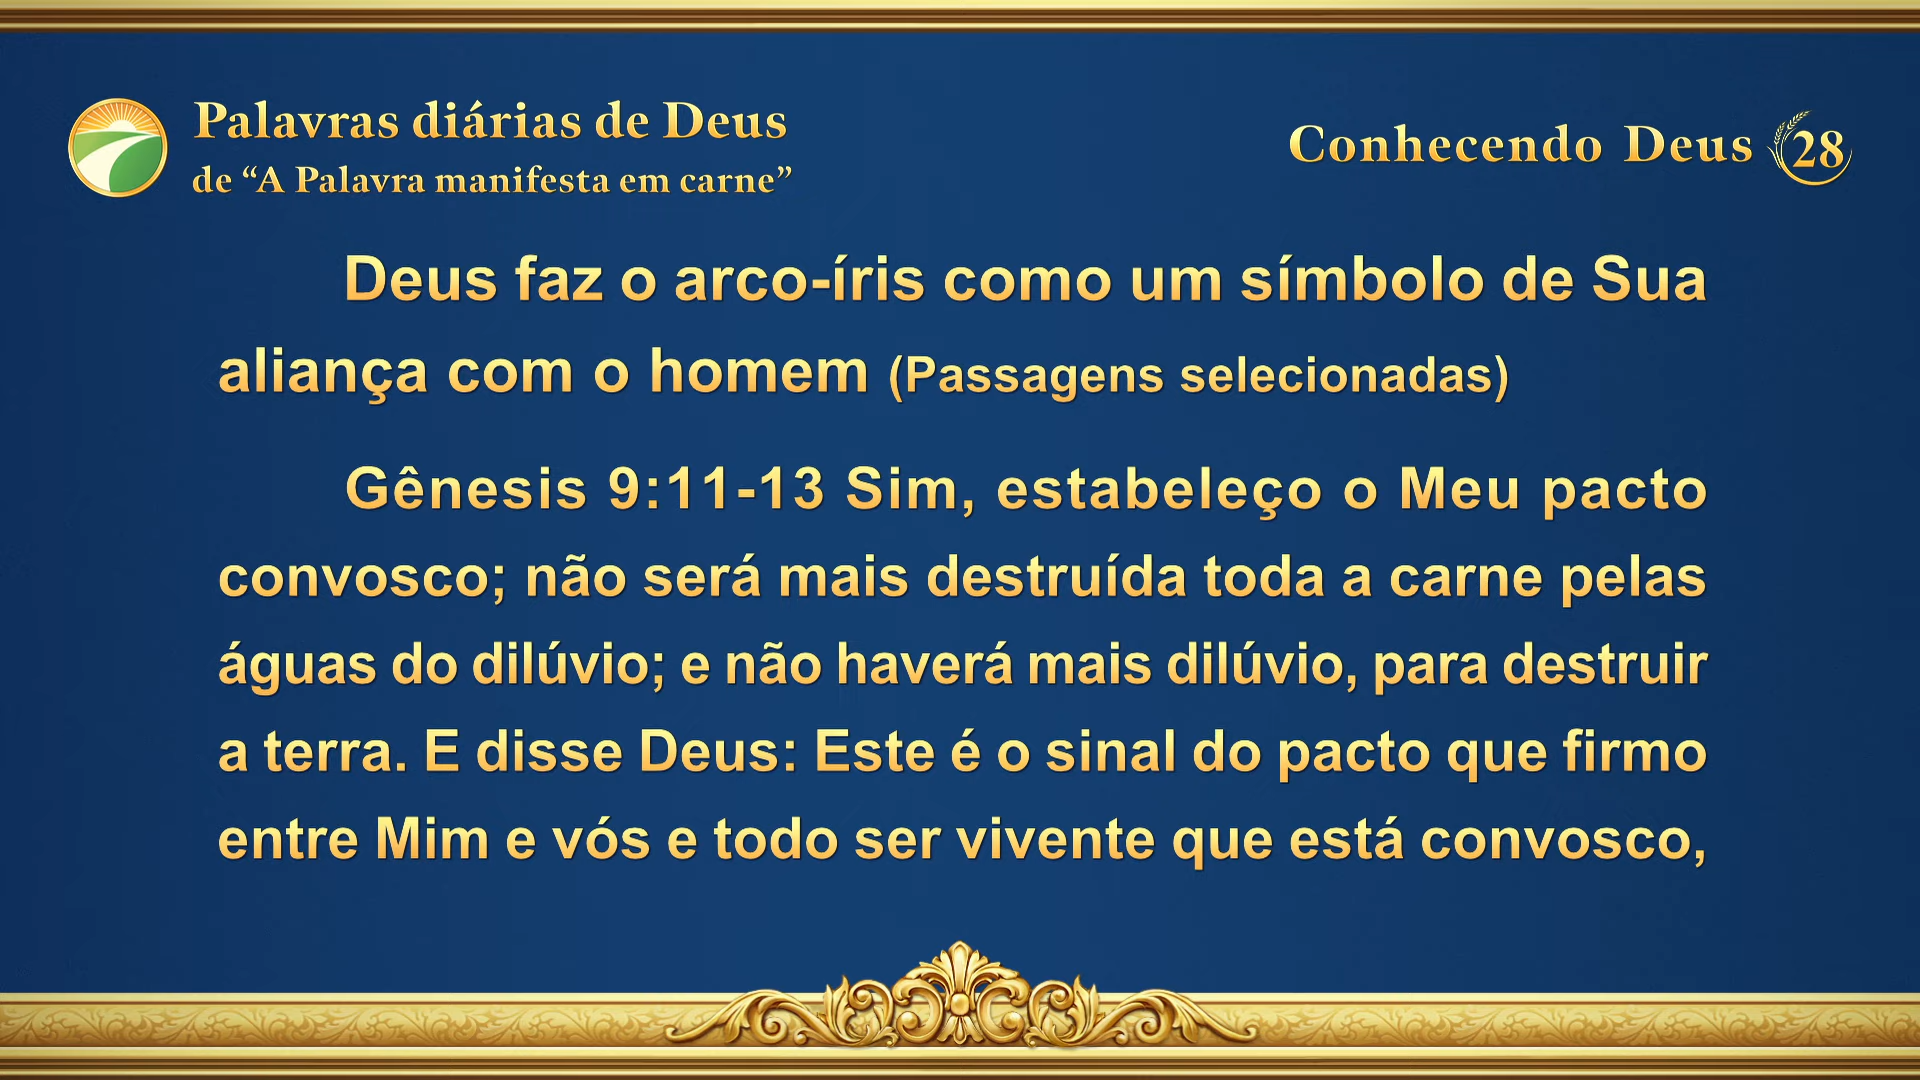 Palavras diárias de Deus
de “A Palavra manifesta em carne”
Conhecendo Deus 28
Deus faz o arco-íris como um símbolo de Sua
aliança com o homem (Passagens selecionadas)
Gênesis 9:11-13 Sim, estabeleço o Meu pacto
convosco; não será mais destruída toda a carne pelas
águas do dilúvio; e não haverá mais dilúvio, para destruir
a terra. E disse Deus: Este é o sinal do pacto que firmo
entre Mim e vós e todo ser vivente que está convosco,